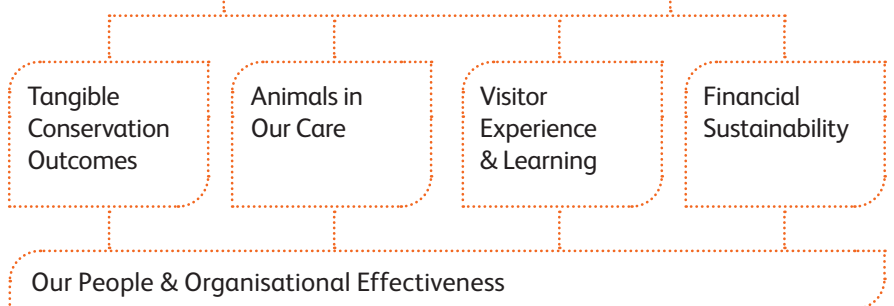 Tangible
Conservation
Outcomes
Animals in
Our Care
Visitor
Experience
& Learning
Financial
Sustainability
Our People & Organisational Effectiveness